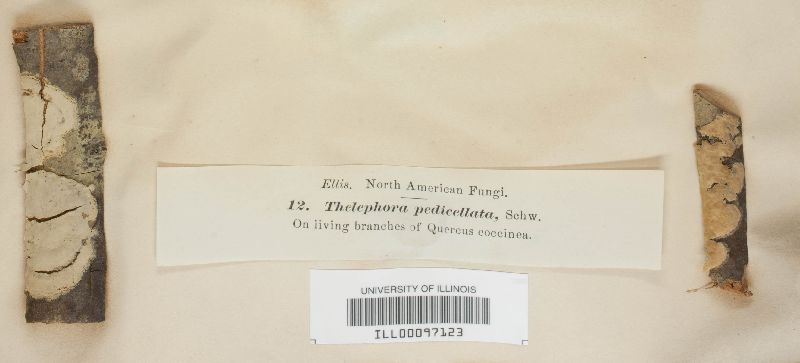 Ellis. North American Fungi.
12. Thelephora pedicellata, Schw.
On living branches of Quercus coccinea.
UNIVERSITY OF ILLINOIS
ILL00097123